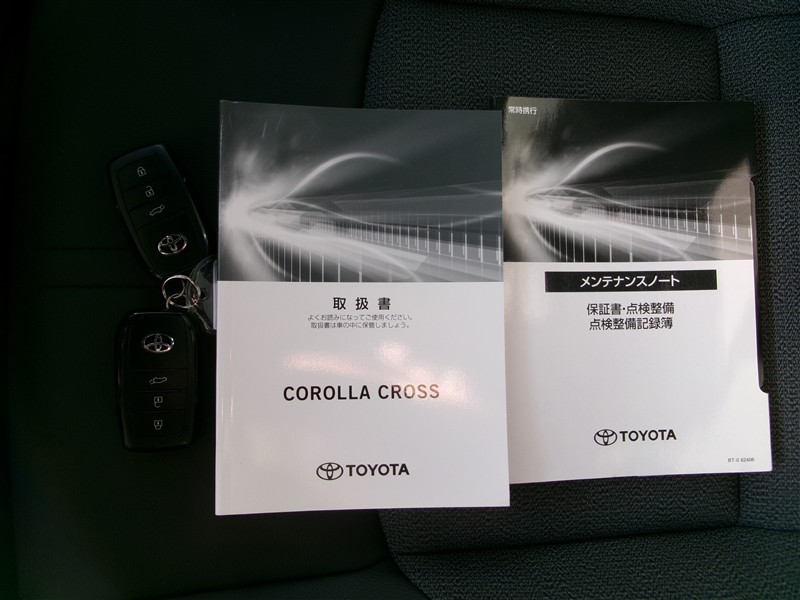 取扱書
よくお読みになってご使用ください。
取扱書は車の中に保管しましょう。
COROLLA CROSS
TOYOTA
常時携行
メンテナンスノート
保証書・点検整備
点検整備記録簿
TOYOTA